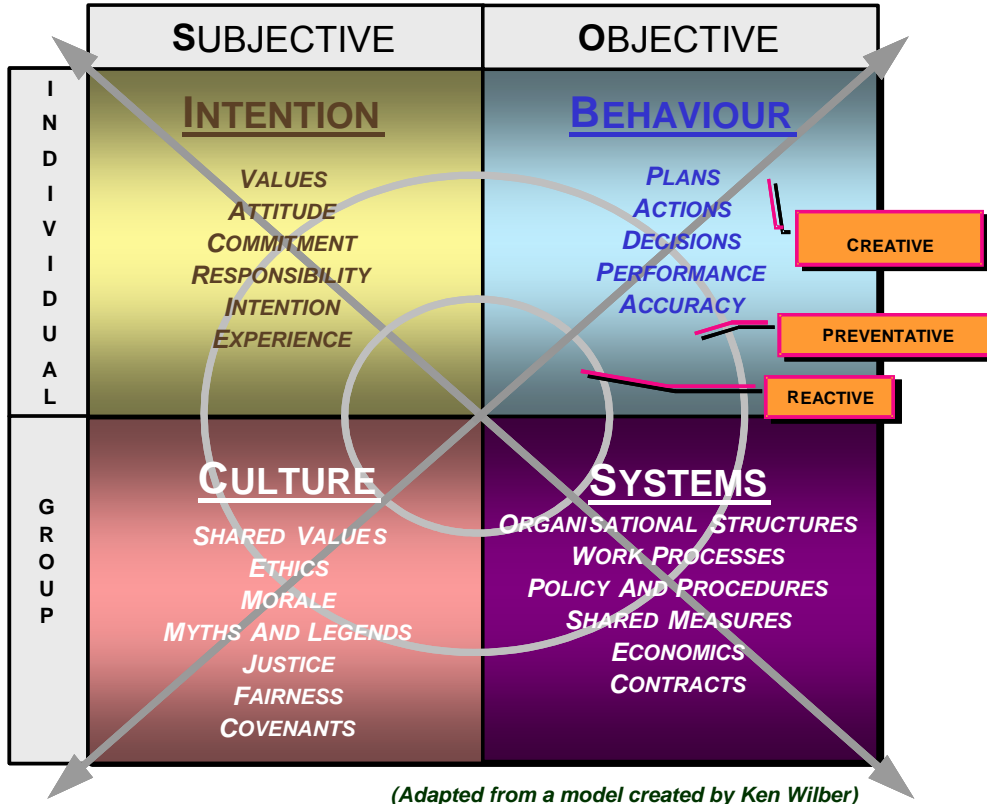 SUBJECTIVE
OBJECTIVE
INDIVIDUAL
INTENTION
VALUES
ATTITUDE
COMMITMENT
RESPONSIBILITY
INTENTION
EXPERIENCE
BEHAVIOUR
PLANS
ACTIONS
DECISIONS
PERFORMANCE
ACCURACY
CREATIVE
PREVENTATIVE
REACTIVE
GROUP
CULTURE
SHARED VALUES
ETHICS
MORALE
MYTHS AND LEGENDS
JUSTICE
FAIRNESS
COVENANTS
SYSTEMS
ORGANISATIONAL STRUCTURES
WORK PROCESSES
POLICY AND PROCEDURES
SHARED MEASURES
ECONOMICS
CONTRACTS
(Adapted from a model created by Ken Wilber)